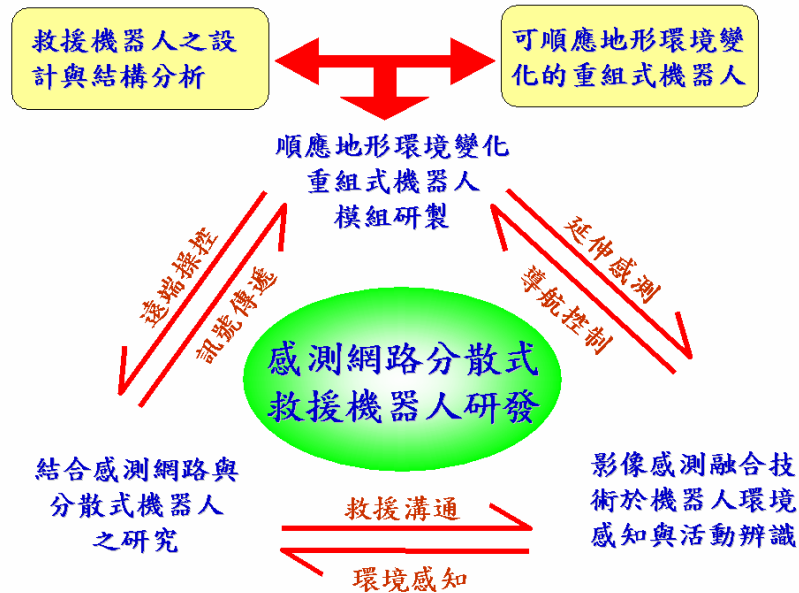 救援機器人之設
計與結構分析
可順應地形環境變
化的重組式機器人
順應地形環境變化
重組式機器人
模組研製
遠端操控
訊號傳遞
延伸感測
導航控制
感測網路分散式
救援機器人研發
結合感測網路與
分散式機器人
之研究
影像感測融合技
術於機器人環境
感知與活動辨識
救援溝通
環境感知